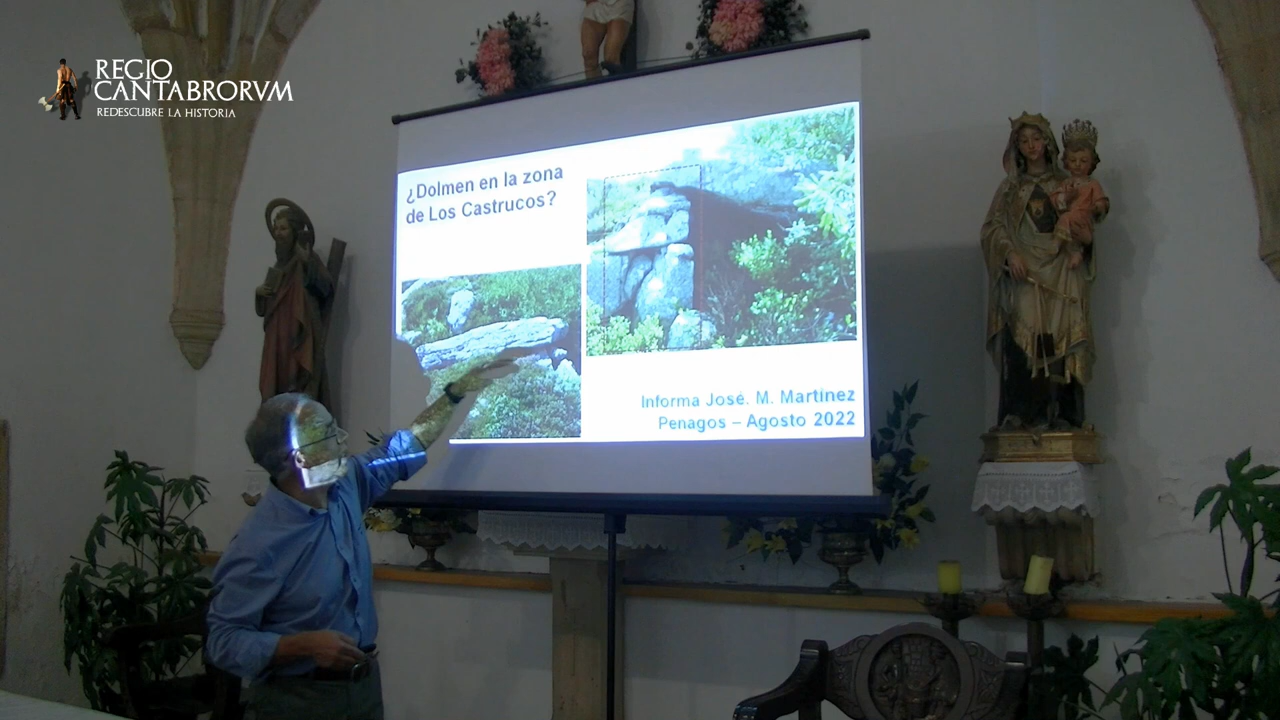 REGIO
CANTABRORVM
REDESCUBRE LA HISTORIA
¿Dolmen en la zona
de Los Castrucos?
Informa José. M. Martínez
Penagos – Agosto 2022